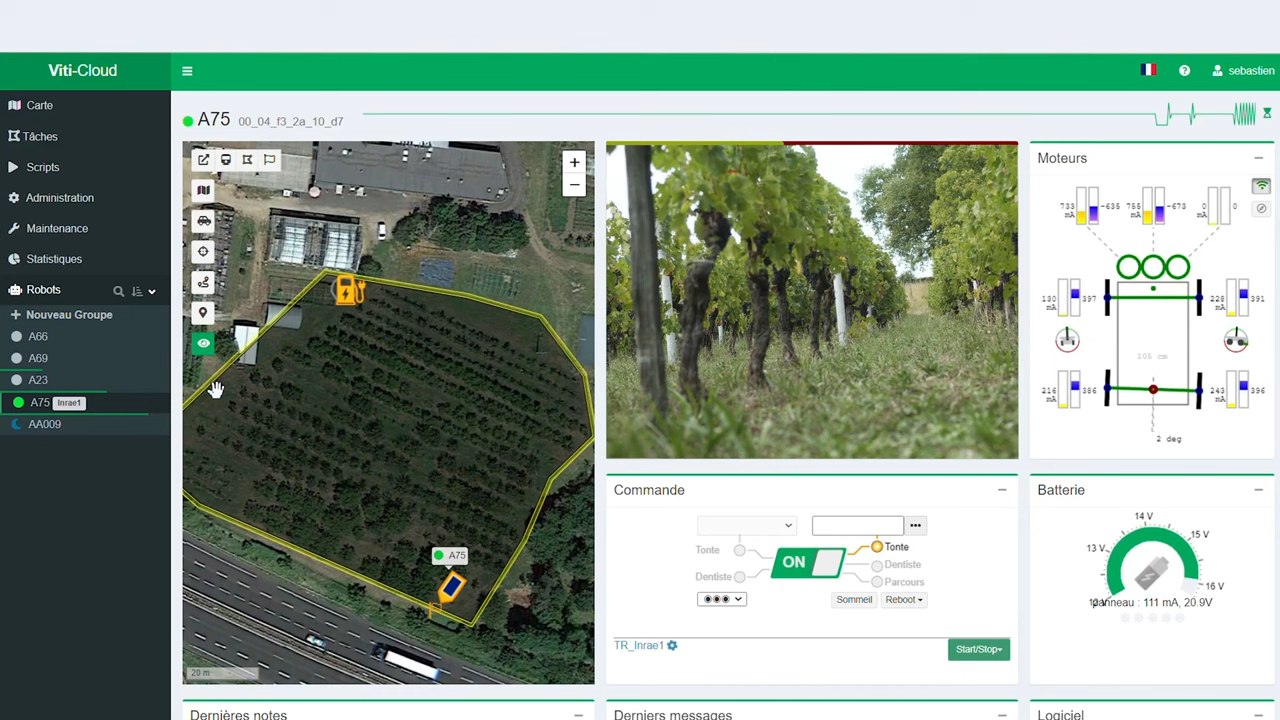 Viti-Cloud
sebastien
Carte
A75 00_04_f3_2a_10_d7
Tâches
Scripts
Administration
Maintenance
Statistiques
Robots
Nouveau Groupe
A66
A69
A23
A75 Inrae1
AA009
+
−
A75
20 m
Moteurs
733 mA -635
755 mA -673
0 mA 0
180 mA 397
228 mA 391
105 cm
216 mA 386
243 mA 396
2 deg
Commande
Tonte
Dentiste
ON
Tonte
Dentiste
Parcours
Sommeil
Reboot
TR_Inrae1
Start/Stop
Batterie
14 V
13 V
15 V
16 V
panneau : 111 mA, 20.9V
Dernières notes
Derniers messages
Logiciel